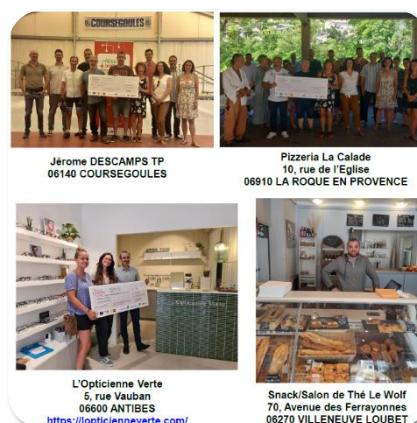 COURSEGOULES
Jérome DESCAMPS TP
06140 COURSEGOULES
Pizzeria La Calade
10, rue de l'Eglise
06910 LA ROQUE EN PROVENCE
L'Opticienne Verte
L'Opticienne Verte
5, rue Vauban
06600 ANTIBES
https://lopticienneverte.com/
Snack/Salon de Thé Le Wolf
70, Avenue des Ferrayonnes
06270 VILLENEUVE LOUBET